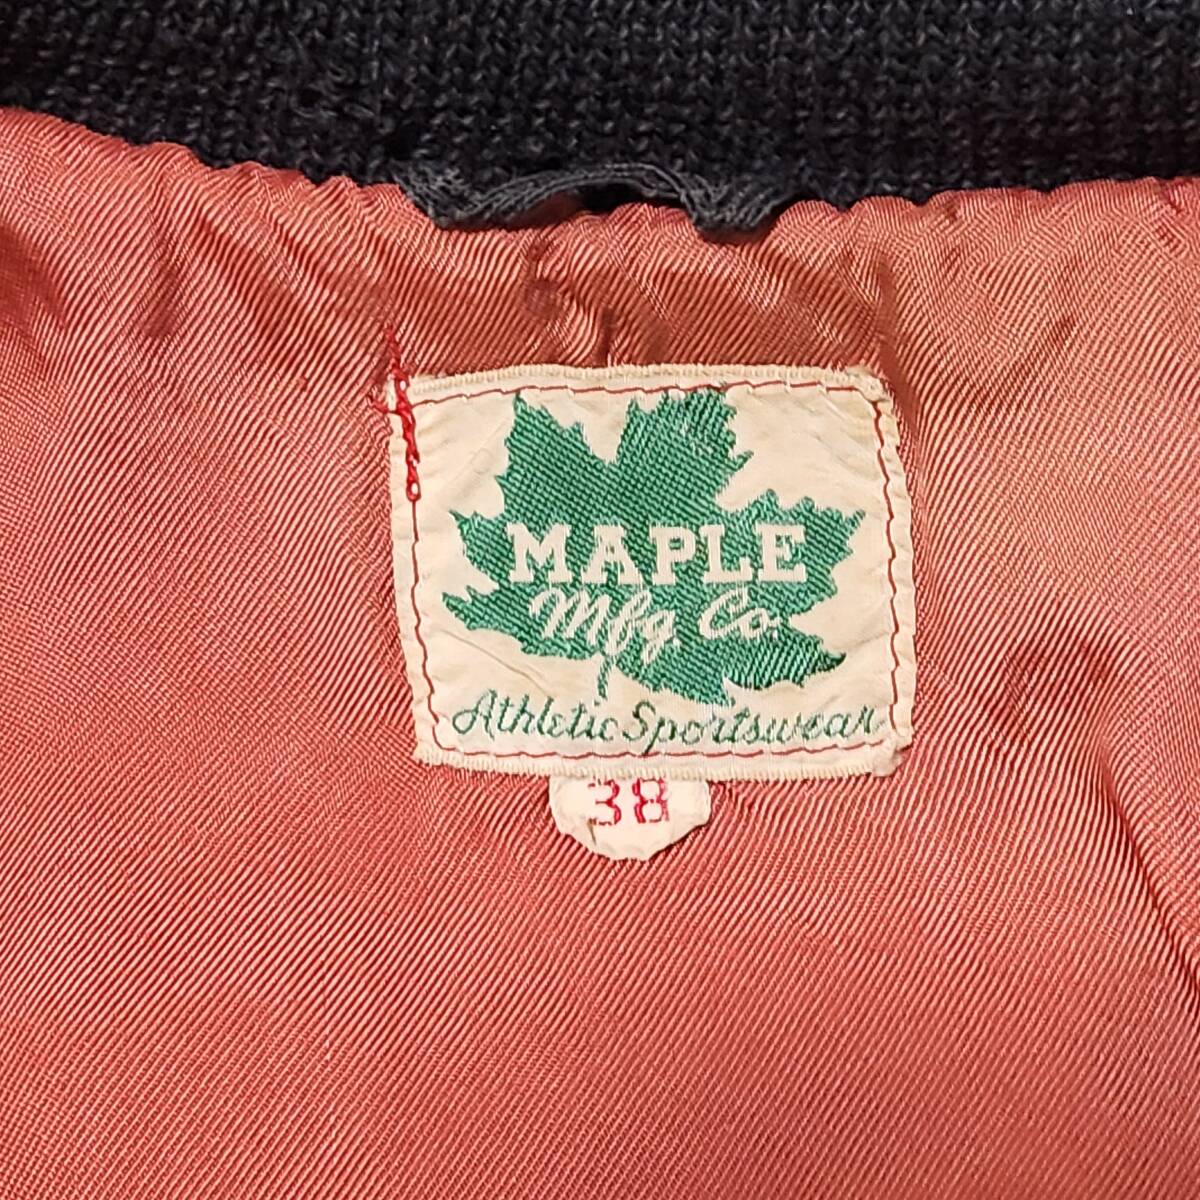 MAPLE
Mfg Co.
Athletic Sportswear
38